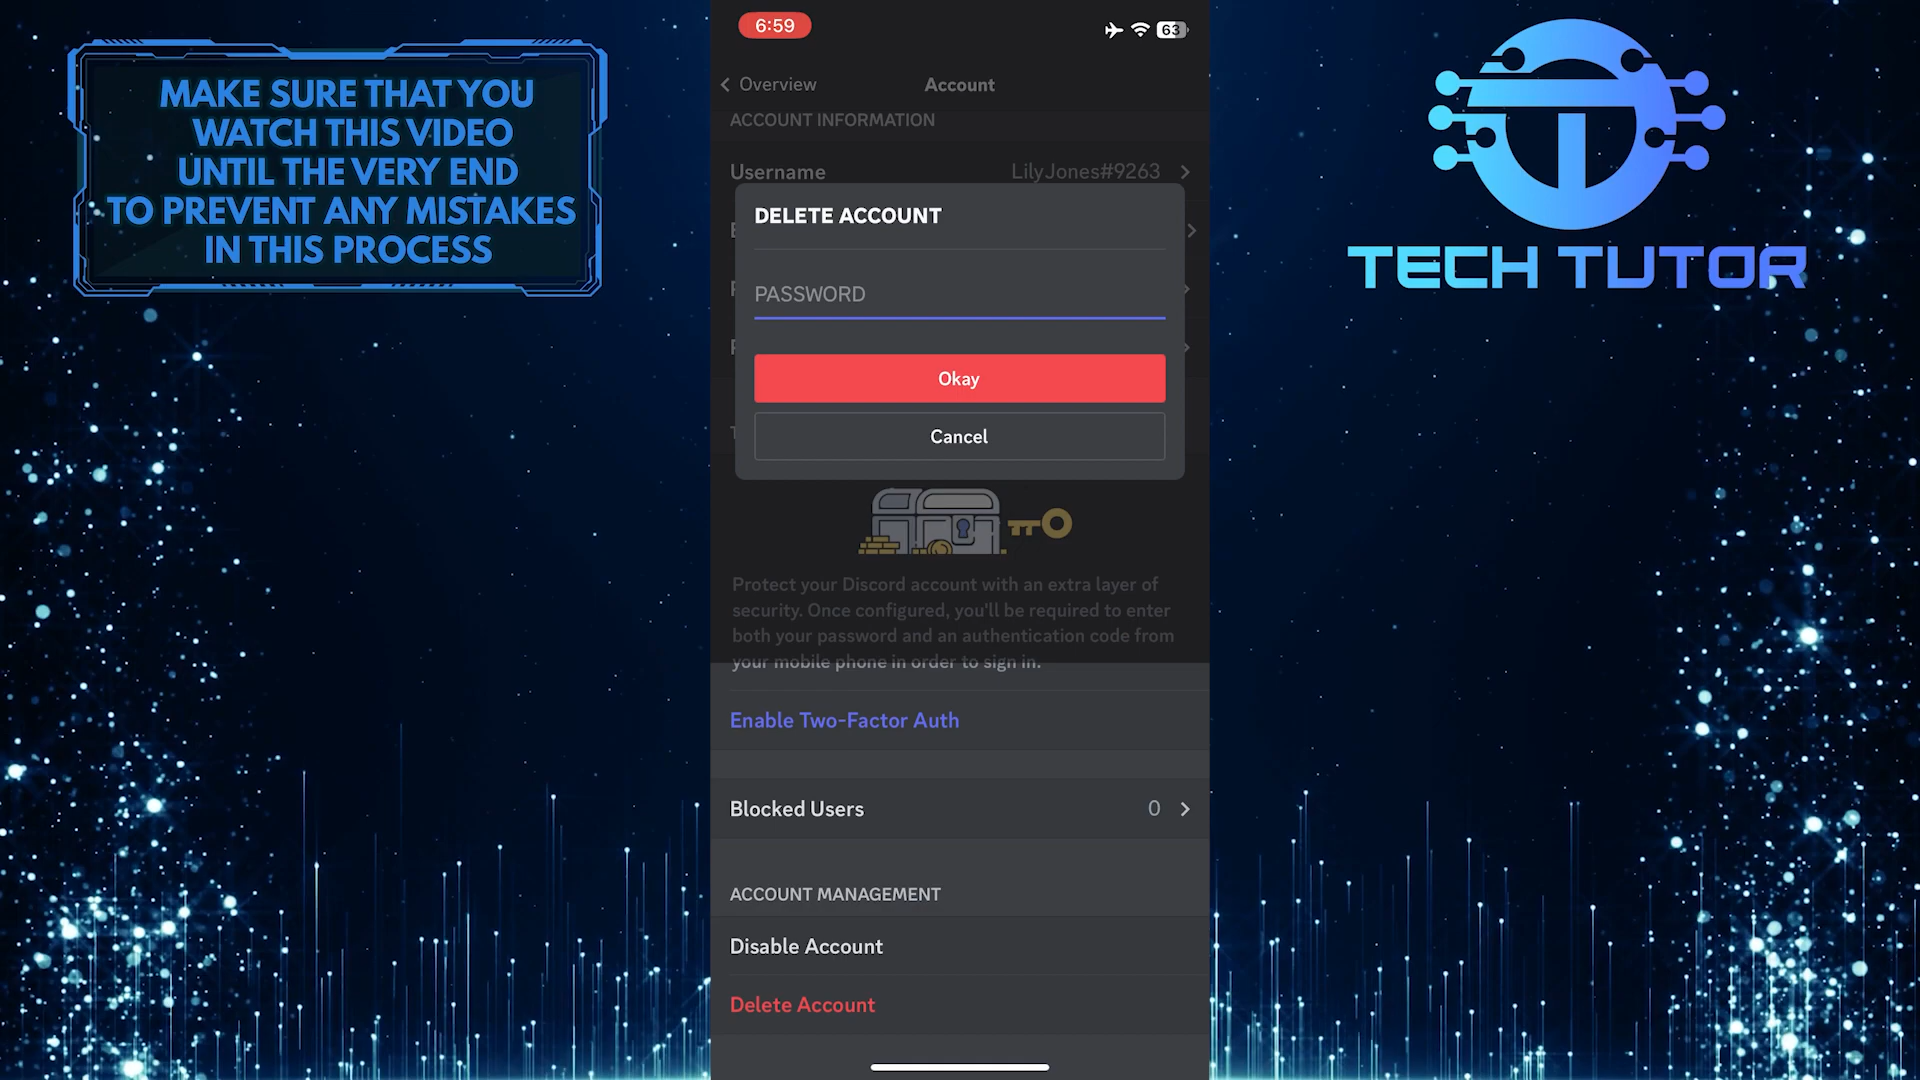 MAKE SURE THAT YOU
WATCH THIS VIDEO
UNTIL THE VERY END
TO PREVENT ANY MISTAKES
IN THIS PROCESS
6:59
63
Overview
Account
ACCOUNT INFORMATION
Username
LilyJones#9263
DELETE ACCOUNT
PASSWORD
Okay
Cancel
Protect your Discord account with an extra layer of
security. Once configured, you'll be required to enter
both your password and an authentication code from
your mobile phone in order to sign in.
Enable Two-Factor Auth
Blocked Users
0
ACCOUNT MANAGEMENT
Disable Account
Delete Account
TECH TUTOR